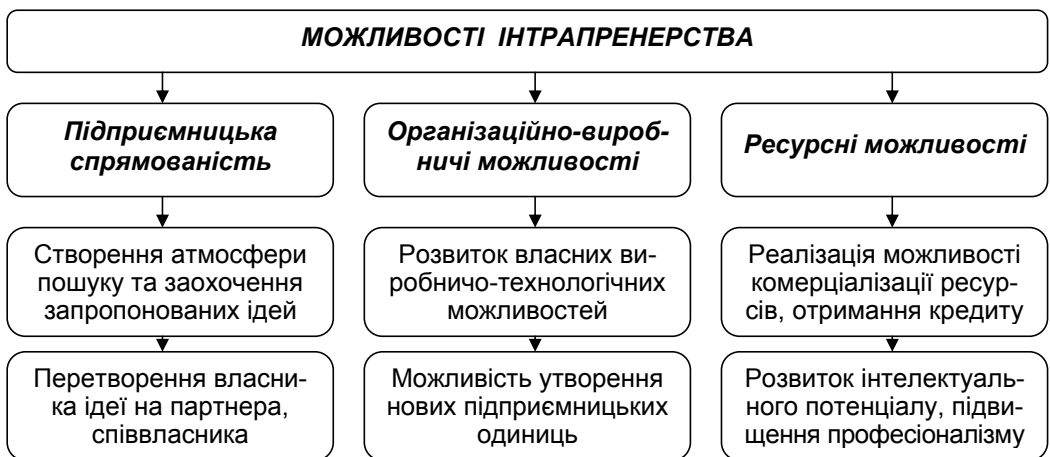 МОЖЛИВОСТІ ІНТРАПРЕНЕРСТВА
Підприємницька
спрямованість
Організаційно-вироб-
ничі можливості
Ресурсні можливості
Створення атмосфери
пошуку та заохочення
запропонованих ідей
Розвиток власних ви-
робничо-технологічних
можливостей
Реалізація можливості
комерціалізації ресур-
сів, отримання кредиту
Перетворення власни-
ка ідеї на партнера,
співвласника
Можливість утворення
нових підприємницьких
одиниць
Розвиток інтелектуаль-
ного потенціалу, підви-
щення професіоналізму